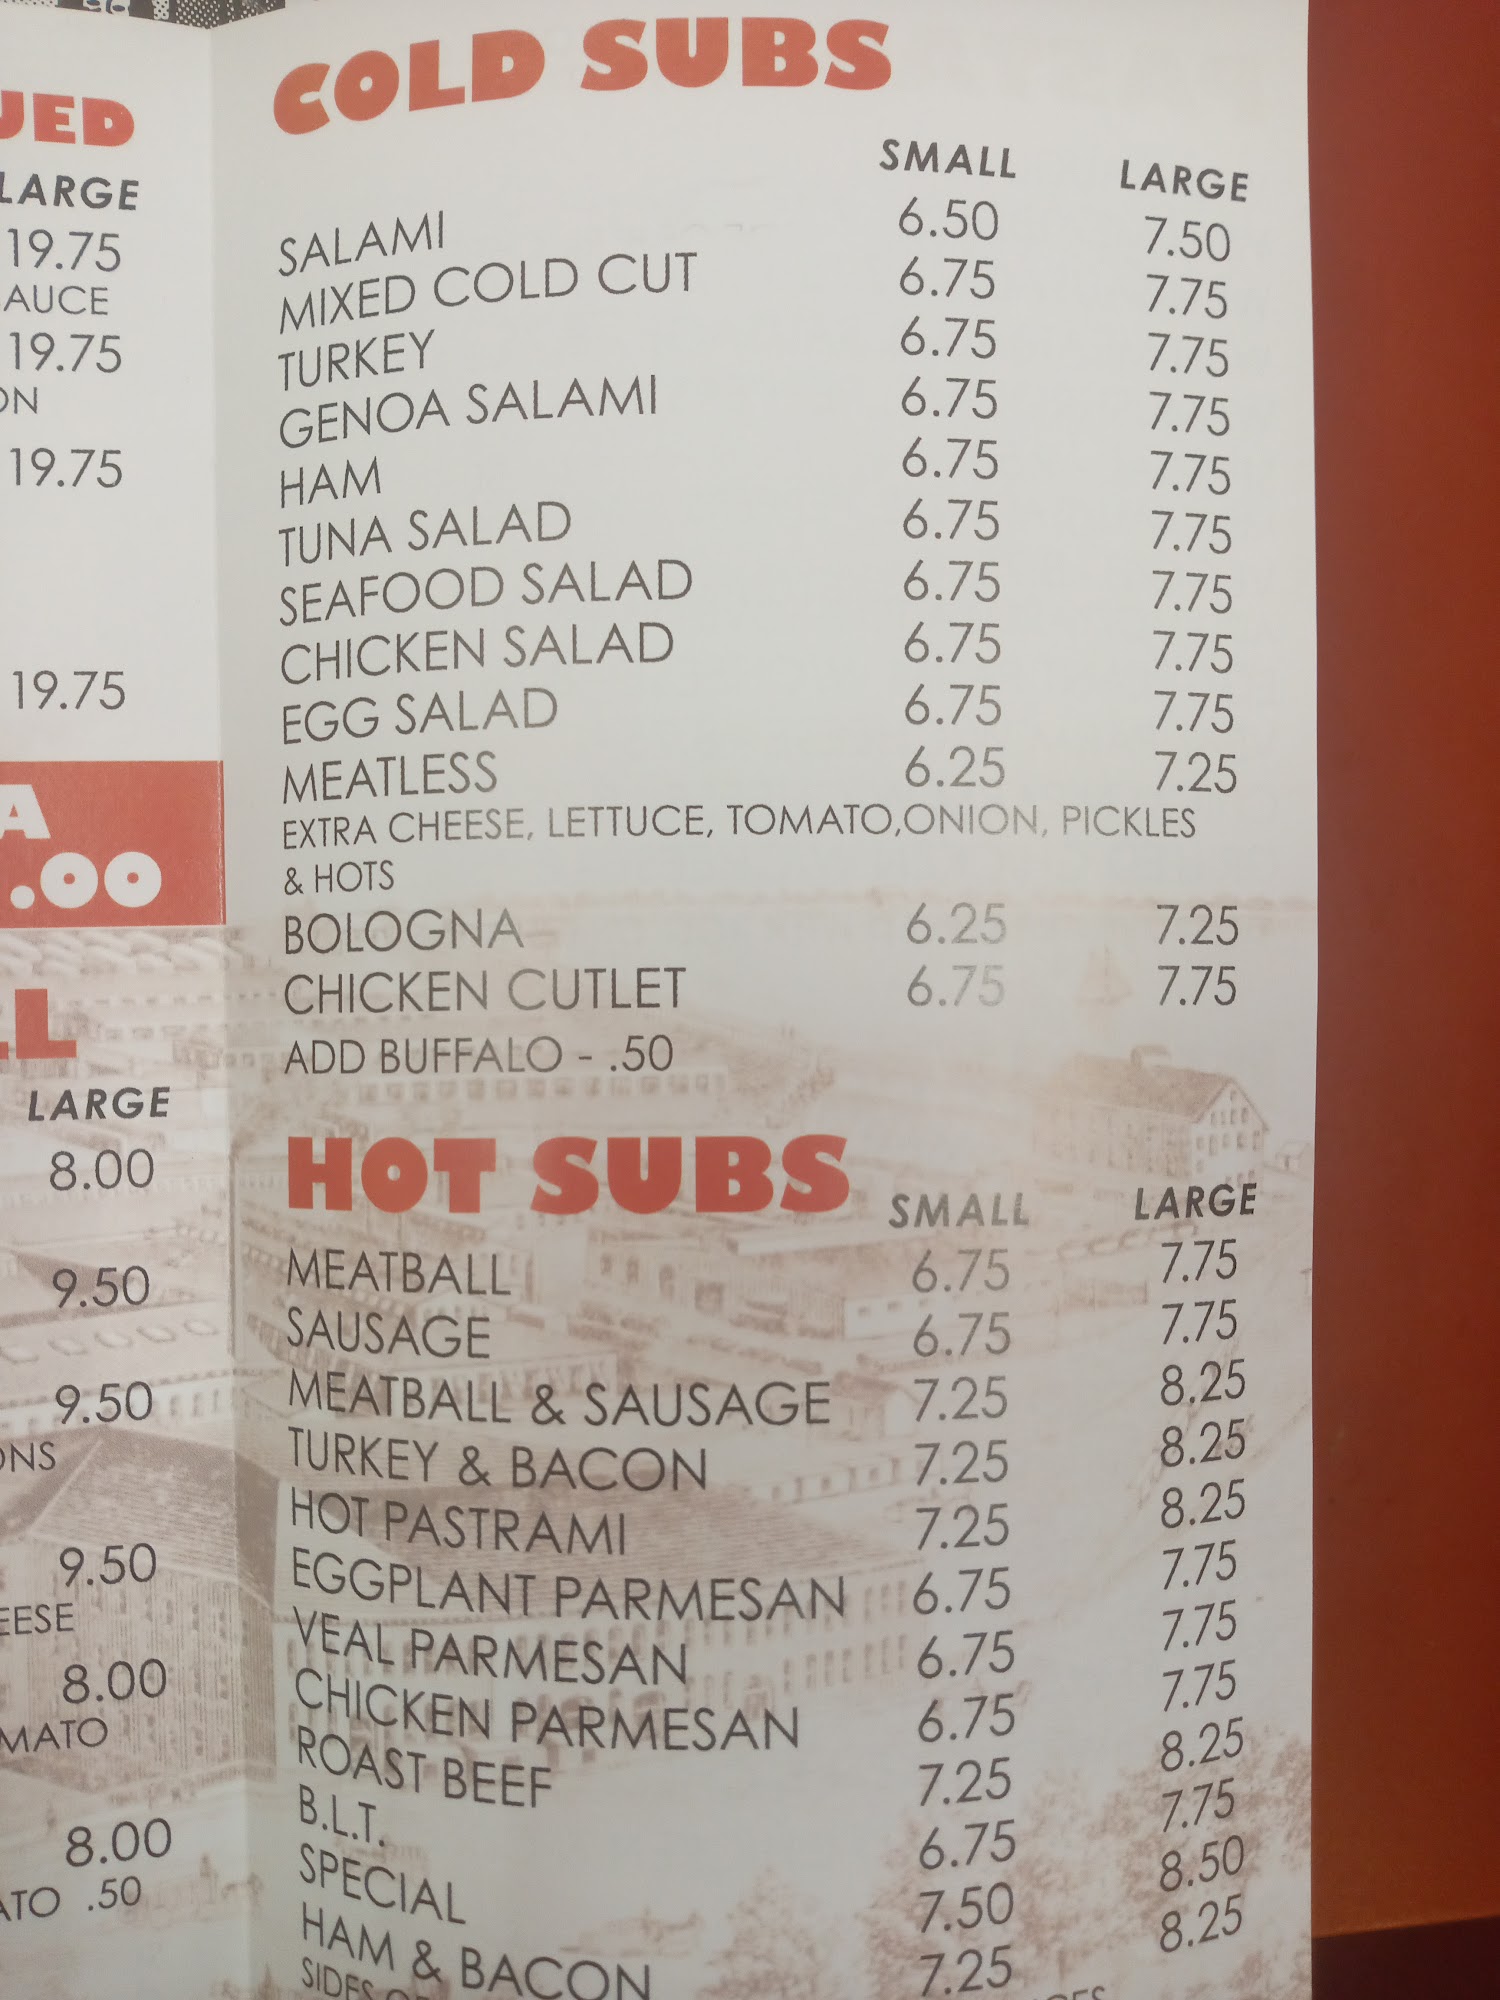 UED
LARGE
19.75
AUCE
19.75
ON
19.75
19.75
A
.00
LARGE
8.00
9.50
9.50
ONS
9.50
EESE
8.00
MATO
8.00
ATO .50
COLD SUBS
SMALL LARGE
SALAMI 6.50 7.50
MIXED COLD CUT 6.75 7.75
TURKEY 6.75 7.75
GENOA SALAMI 6.75 7.75
HAM 6.75 7.75
TUNA SALAD 6.75 7.75
SEAFOOD SALAD 6.75 7.75
CHICKEN SALAD 6.75 7.75
EGG SALAD 6.75 7.75
MEATLESS 6.25 7.25
EXTRA CHEESE, LETTUCE, TOMATO,ONION, PICKLES
& HOTS
BOLOGNA 6.25 7.25
CHICKEN CUTLET 6.75 7.75
ADD BUFFALO - .50
HOT SUBS
SMALL LARGE
MEATBALL 6.75 7.75
SAUSAGE 6.75 7.75
MEATBALL & SAUSAGE 7.25 8.25
TURKEY & BACON 7.25 8.25
HOT PASTRAMI 7.25 8.25
EGGPLANT PARMESAN 6.75 7.75
VEAL PARMESAN 6.75 7.75
CHICKEN PARMESAN 6.75 7.75
ROAST BEEF 7.25 8.25
B.L.T. 6.75 7.75
SPECIAL 7.50 8.50
HAM & BACON 7.25 8.25
SIDES